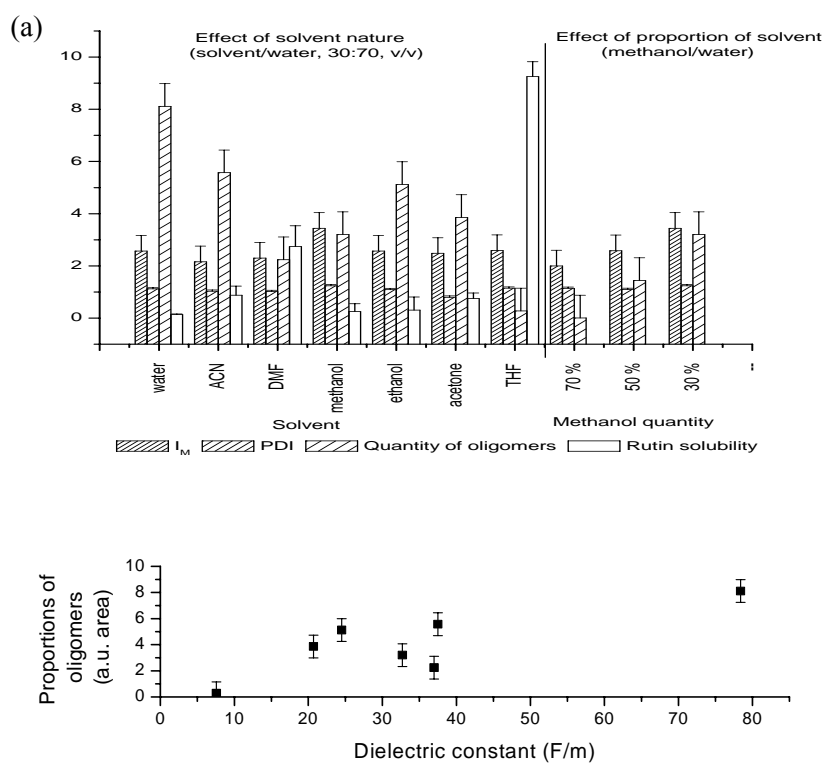 (a)
Effect of solvent nature
(solvent/water, 30:70, v/v)
Effect of proportion of solvent
(methanol/water)
10
8
6
4
2
0
water
ACN
DMF
methanol
ethanol
acetone
THF
70 %
50 %
30 %
Solvent
Methanol quantity
I_M PDI Quantity of oligomers Rutin solubility
Proportions of
oligomers
(a.u. area)
10
8
6
4
2
0
0 10 20 30 40 50 60 70 80
Dielectric constant (F/m)